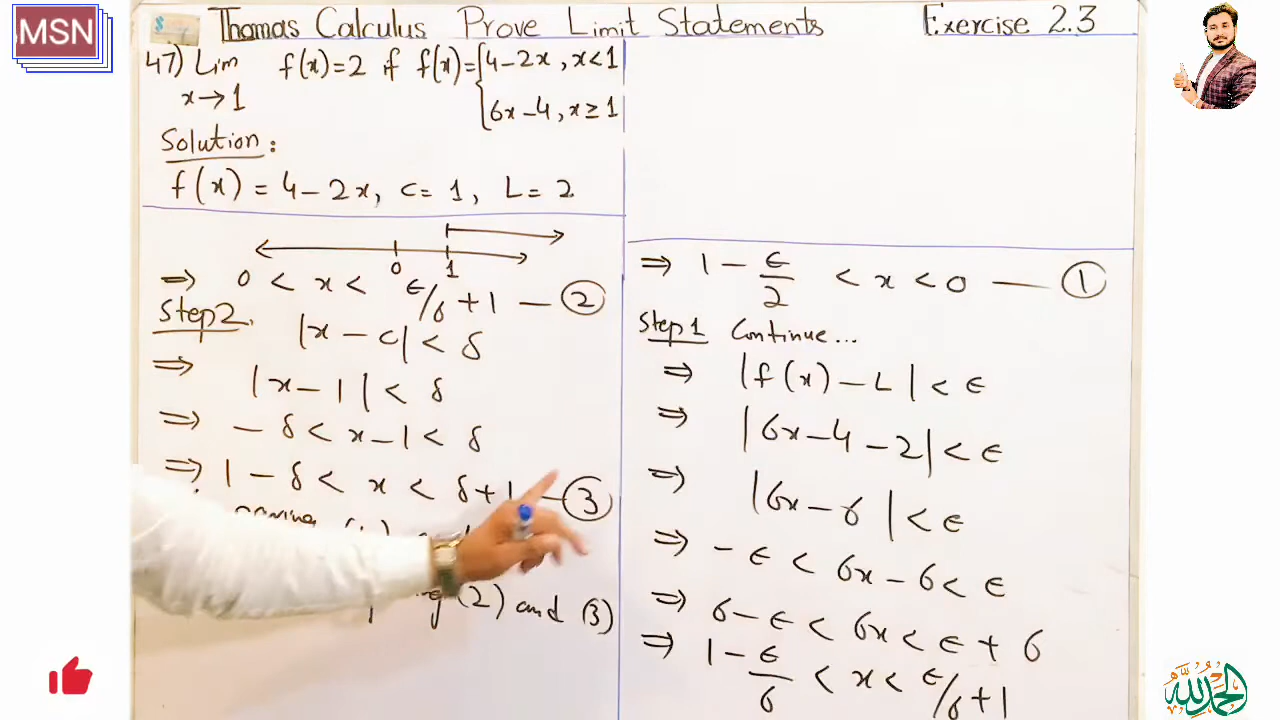 MSN
Thomas Calculus Prove Limit Statements Exercise 2.3
47) Lim f(x)=2 if f(x)={4-2x, x<1
x→1 {6x-4, x≥1
Solution:
f(x) = 4-2x, c=1, L=2
0 1
⇒ 0 < x < ε/6 +1 — ②
Step2.
|x - c| < δ
⇒ |x-1| < δ
⇒ -δ < x-1 < δ
⇒ 1-δ < x < δ+1 — ③
(2) and (3)
⇒ 1 - ε/2 < x < 0 — ①
Step1 Continue...
⇒ |f(x)-L| < ε
⇒ |6x-4-2| < ε
⇒ |6x-6| < ε
⇒ -ε < 6x-6 < ε
⇒ 6-ε < 6x < ε+6
⇒ 1-ε/6 < x < ε/6+1
الحمدلله